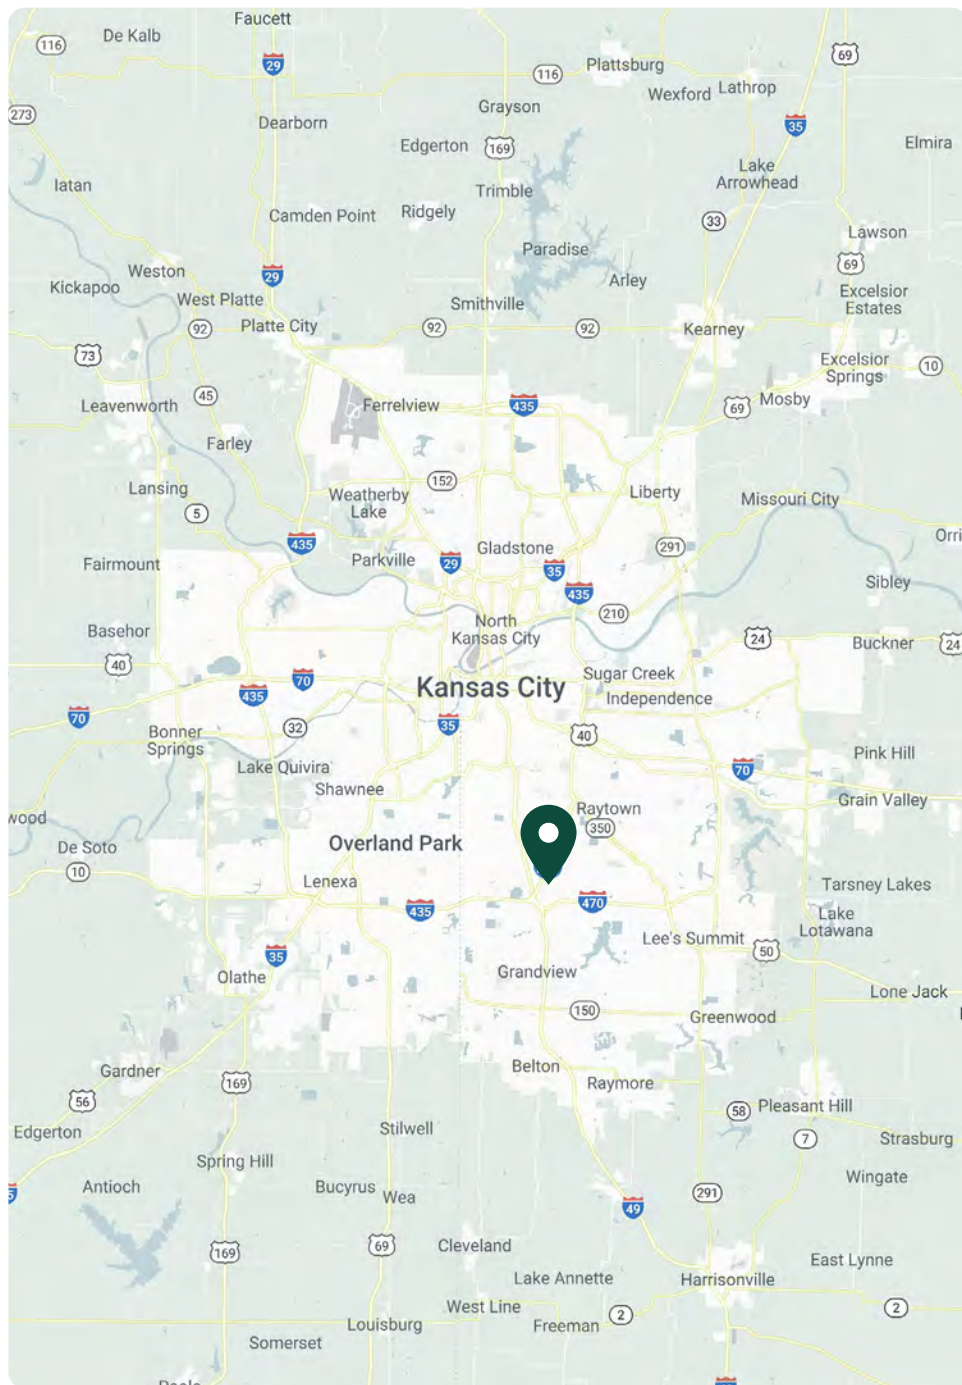 Faucett
De Kalb
116
29
69
Plattsburg
116
Wexford
Lathrop
273
Grayson
Dearborn
35
Edgerton
169
Elmira
Iatan
Trimble
Lake
Arrowhead
Camden Point
Ridgely
33
Lawson
Paradise
Weston
29
69
Kickapoo
Arley
West Platte
Smithville
Excelsior
Estates
92
Platte City
92
92
Kearney
73
Excelsior
Springs
10
45
Leavenworth
Ferrelview
435
69
Mosby
Farley
152
Lansing
Weatherby
Lake
Liberty
Missouri City
5
435
Gladstone
291
Orri
Fairmount
Parkville
29
35
435
Sibley
210
Basehor
North
Kansas City
24
Buckner
24
40
Sugar Creek
Kansas City
70
435
Independence
70
35
32
40
Bonner
Springs
Pink Hill
Lake Quivira
70
Shawnee
Grain Valley
wood
Raytown
350
De Soto
Overland Park
10
Lenexa
Tarsney Lakes
435
470
Lake
Lotawana
Lee's Summit
50
35
Olathe
Grandview
Lone Jack
150
Greenwood
Belton
Gardner
169
Raymore
56
58
Pleasant Hill
Edgerton
Stilwell
7
Strasburg
Spring Hill
Wingate
Antioch
Bucyrus
Wea
291
49
169
69
Cleveland
East Lynne
Lake Annette
Harrisonville
West Line
2
2
Louisburg
Freeman
Somerset